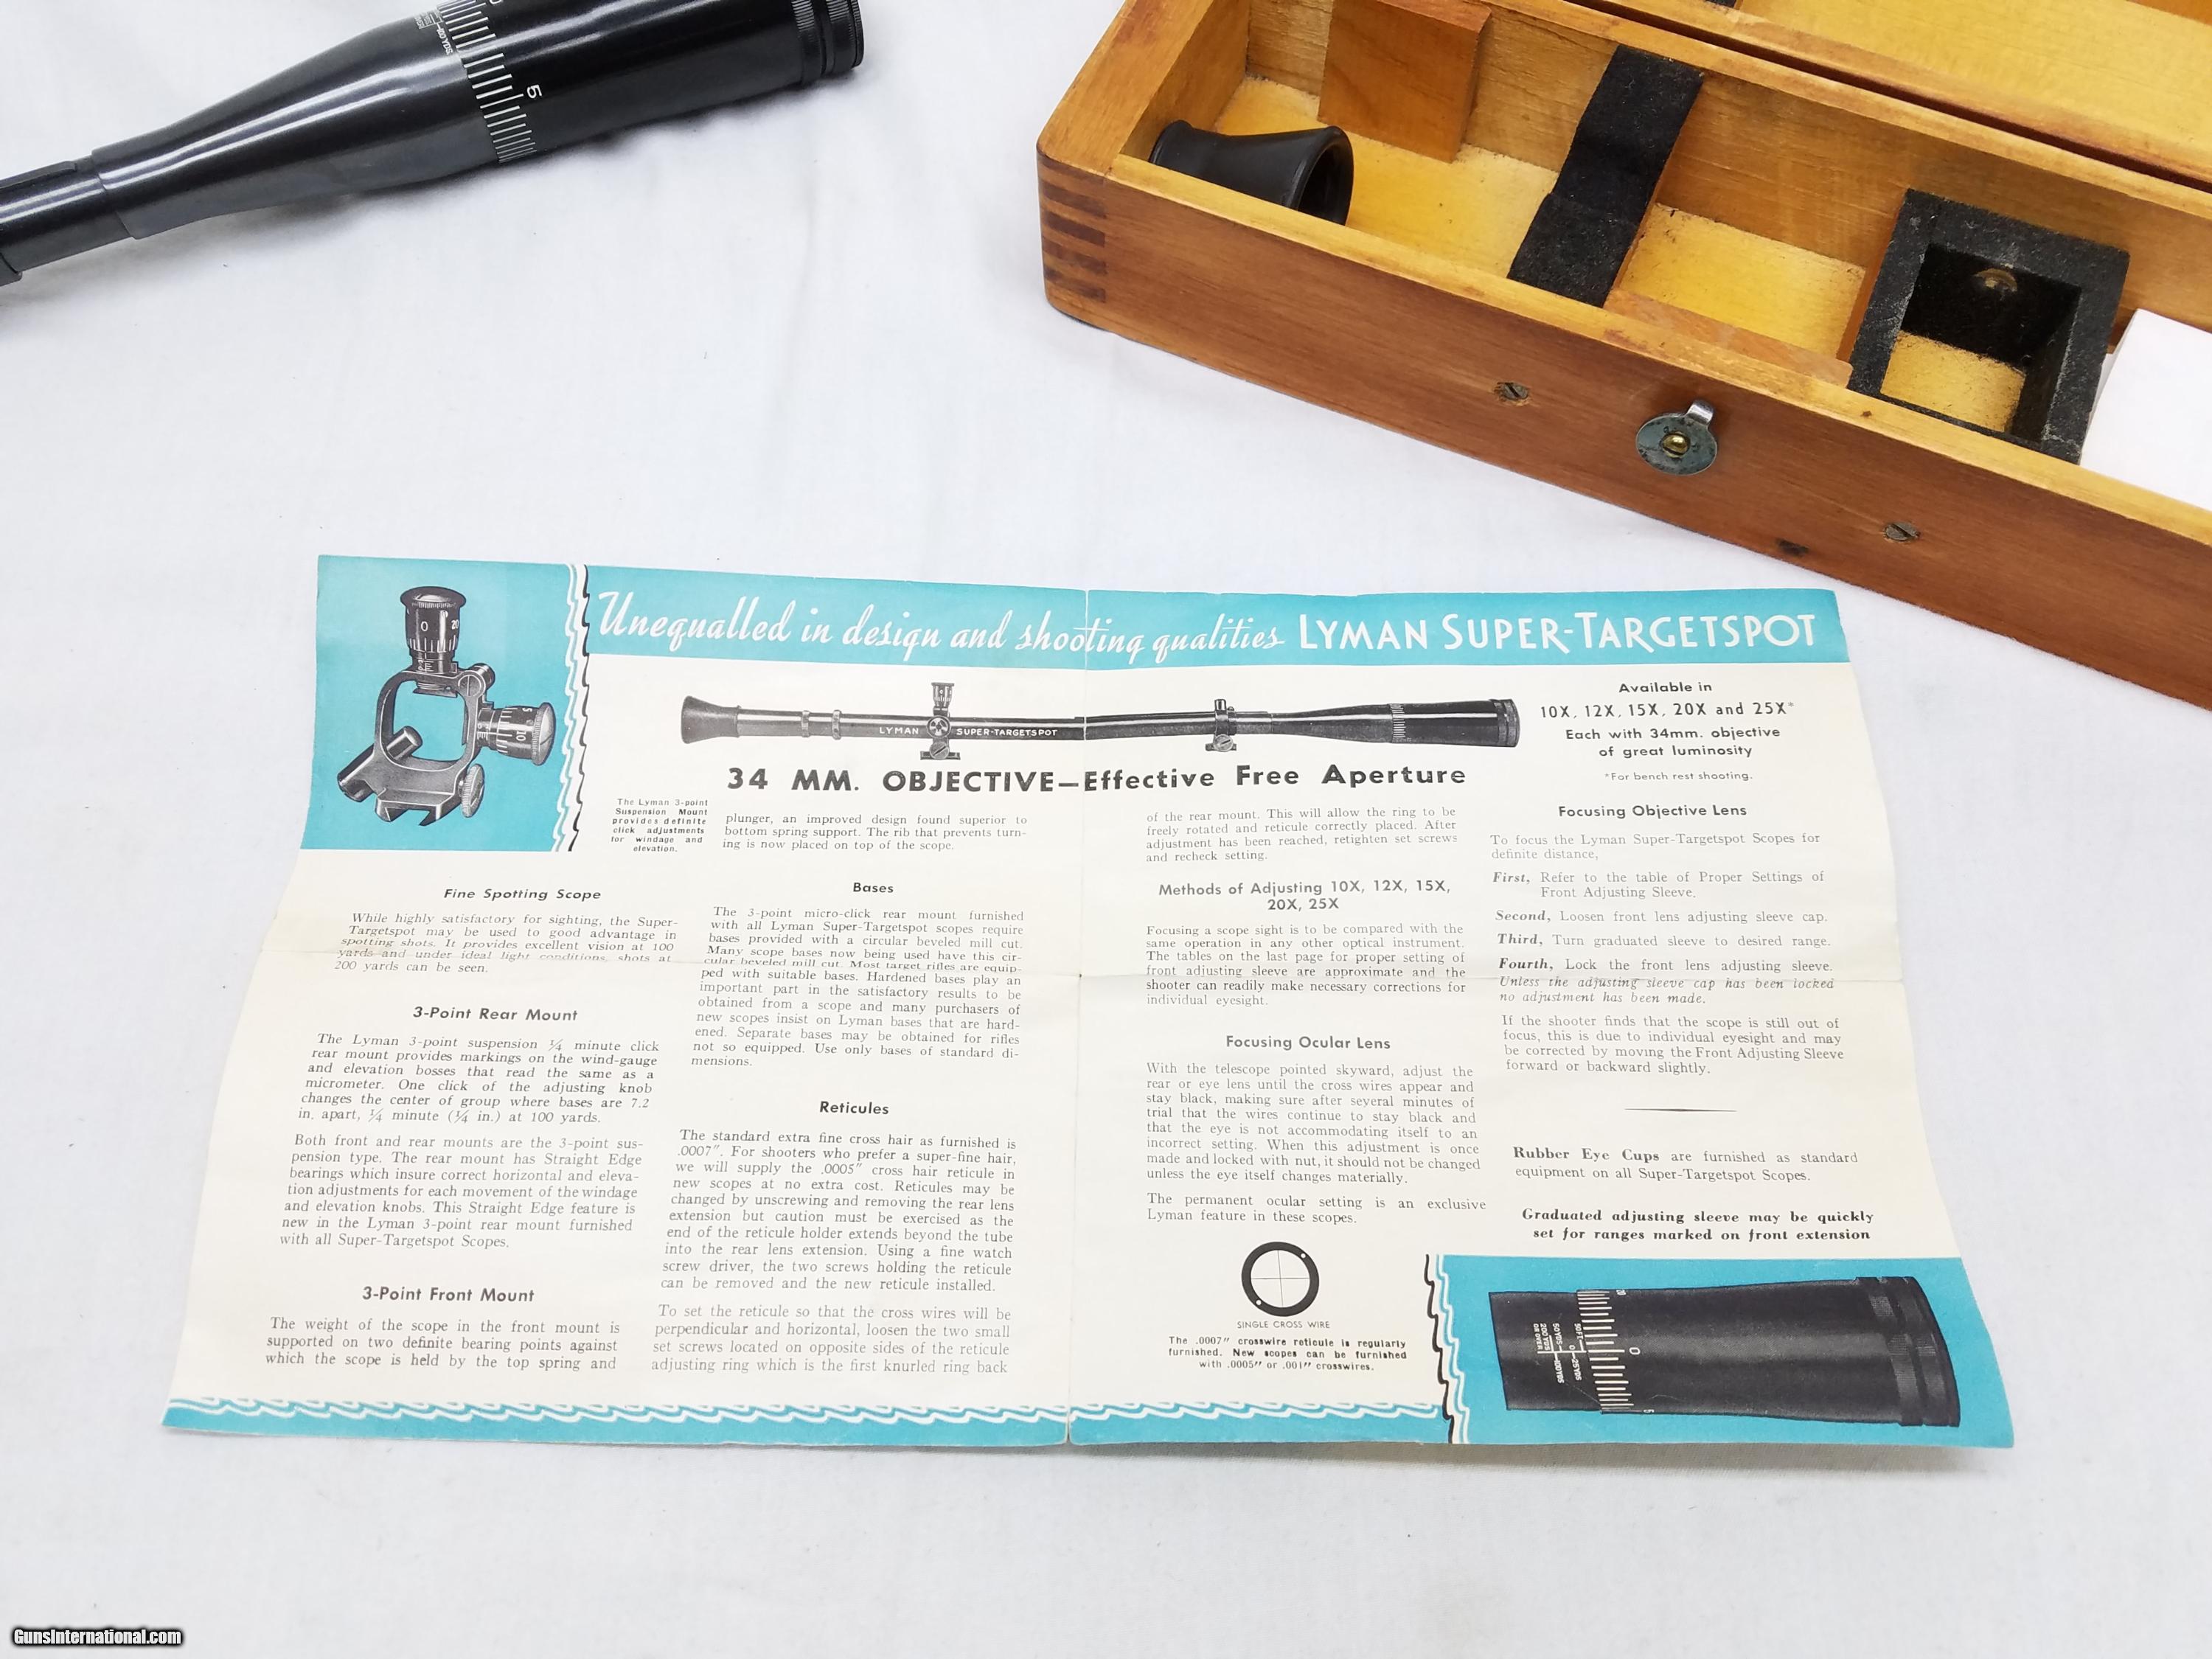 5
Unequalled in design and shooting qualities LYMAN SUPER-TARGETSPOT
0 20
5 10
LYMAN SUPER-TARGETSPOT
34 MM. OBJECTIVE—Effective Free Aperture
Available in
10X, 12X, 15X, 20X and 25X*
Each with 34mm. objective
of great luminosity
*For bench rest shooting.
The Lyman 3-point
Suspension Mount
provides definite
click adjustments
for windage and
elevation.
Fine Spotting Scope
While highly satisfactory for sighting, the Super-
Targetspot may be used to good advantage in
spotting shots. It provides excellent vision at 100
yards and under ideal light conditions, shots at
200 yards can be seen.
3-Point Rear Mount
The Lyman 3-point suspension ¼ minute click
rear mount provides markings on the wind-gauge
and elevation bosses that read the same as a
micrometer. One click of the adjusting knob
changes the center of group where bases are 7.2
in. apart, ¼ minute (¼ in.) at 100 yards.
Both front and rear mounts are the 3-point sus-
pension type. The rear mount has Straight Edge
bearings which insure correct horizontal and eleva-
tion adjustments for each movement of the windage
and elevation knobs. This Straight Edge feature is
new in the Lyman 3-point rear mount furnished
with all Super-Targetspot Scopes.
3-Point Front Mount
The weight of the scope in the front mount is
supported on two definite bearing points against
which the scope is held by the top spring and
plunger, an improved design found superior to
bottom spring support. The rib that prevents turn-
ing is now placed on top of the scope.
Bases
The 3-point micro-click rear mount furnished
with all Lyman Super-Targetspot scopes require
bases provided with a circular beveled mill cut.
Many scope bases now being used have this cir-
cular beveled mill cut. Most target rifles are equip-
ped with suitable bases. Hardened bases play an
important part in the satisfactory results to be
obtained from a scope and many purchasers of
new scopes insist on Lyman bases that are hard-
ened. Separate bases may be obtained for rifles
not so equipped. Use only bases of standard di-
mensions.
Reticules
The standard extra fine cross hair as furnished is
.0007". For shooters who prefer a super-fine hair,
we will supply the .0005" cross hair reticule in
new scopes at no extra cost. Reticules may be
changed by unscrewing and removing the rear lens
extension but caution must be exercised as the
end of the reticule holder extends beyond the tube
into the rear lens extension. Using a fine watch
screw driver, the two screws holding the reticule
can be removed and the new reticule installed.
To set the reticule so that the cross wires will be
perpendicular and horizontal, loosen the two small
set screws located on opposite sides of the reticule
adjusting ring which is the first knurled ring back
of the rear mount. This will allow the ring to be
freely rotated and reticule correctly placed. After
adjustment has been reached, retighten set screws
and recheck setting.
Methods of Adjusting 10X, 12X, 15X,
20X, 25X
Focusing a scope sight is to be compared with the
same operation in any other optical instrument.
The tables on the last page for proper setting of
front adjusting sleeve are approximate and the
shooter can readily make necessary corrections for
individual eyesight.
Focusing Ocular Lens
With the telescope pointed skyward, adjust the
rear or eye lens until the cross wires appear and
stay black, making sure after several minutes of
trial that the wires continue to stay black and
that the eye is not accommodating itself to an
incorrect setting. When this adjustment is once
made and locked with nut, it should not be changed
unless the eye itself changes materially.
The permanent ocular setting is an exclusive
Lyman feature in these scopes.
SINGLE CROSS WIRE
The .0007" crosswire reticule is regularly
furnished. New scopes can be furnished
with .0005" or .001" crosswires.
Focusing Objective Lens
To focus the Lyman Super-Targetspot Scopes for
definite distance,
First, Refer to the table of Proper Settings of
Front Adjusting Sleeve.
Second, Loosen front lens adjusting sleeve cap.
Third, Turn graduated sleeve to desired range.
Fourth, Lock the front lens adjusting sleeve.
Unless the adjusting sleeve cap has been locked
no adjustment has been made.
If the shooter finds that the scope is still out of
focus, this is due to individual eyesight and may
be corrected by moving the Front Adjusting Sleeve
forward or backward slightly.
Rubber Eye Cups are furnished as standard
equipment on all Super-Targetspot Scopes.
Graduated adjusting sleeve may be quickly
set for ranges marked on front extension
50 FT. 0 25 YDS
50 YDS 100 YDS
200 YDS
OR OVER
0
5
GunsInternational.com